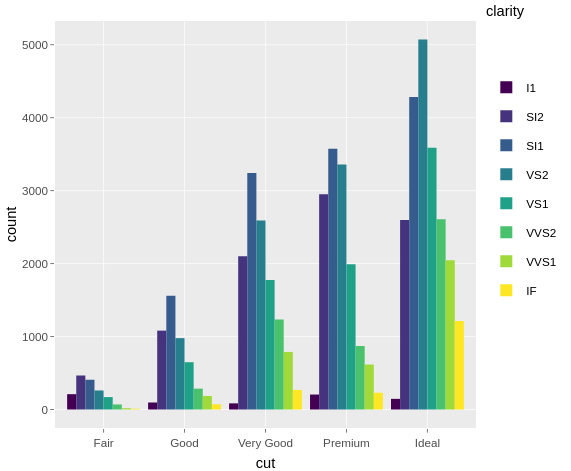 clarity
I1
SI2
SI1
VS2
VS1
VVS2
VVS1
IF
count
5000
4000
3000
2000
1000
0
Fair Good Very Good Premium Ideal
cut